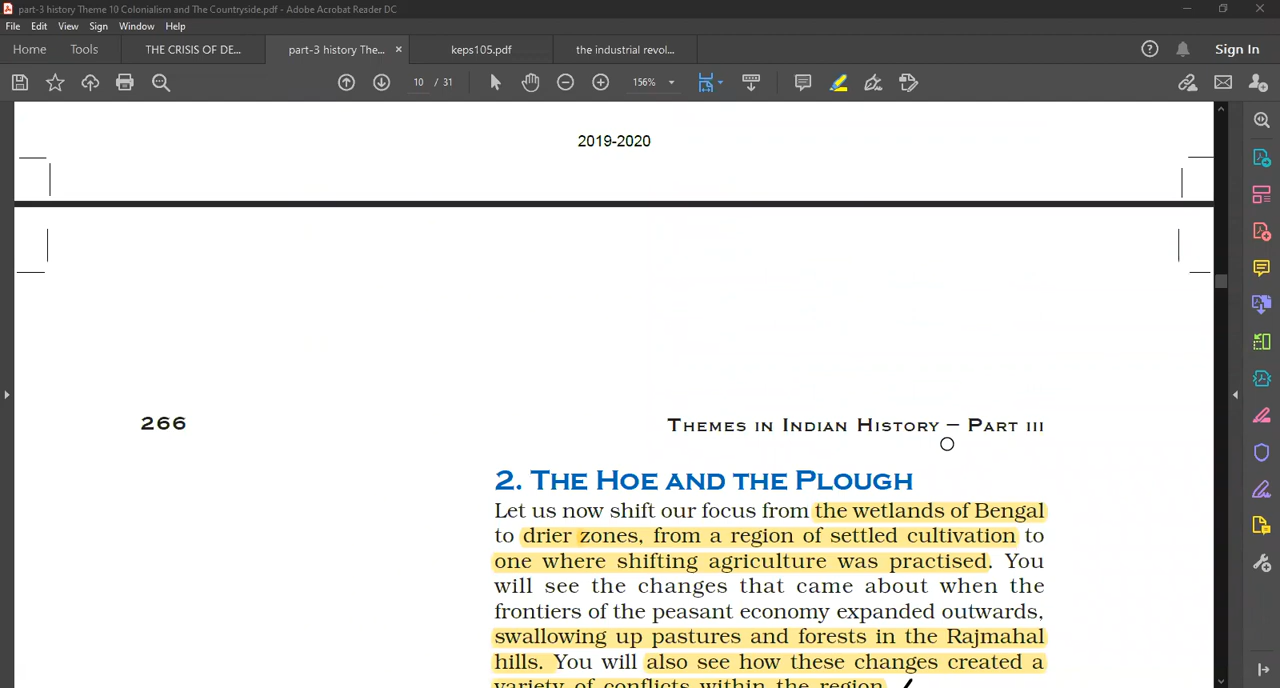 part-3 history Theme 10 Colonialism and The Countryside.pdf - Adobe Acrobat Reader DC
File Edit View Sign Window Help
Home Tools THE CRISIS OF DE... part-3 history The... × keps105.pdf the industrial revol... Sign In
10 / 31 156%
2019-2020
266 THEMES IN INDIAN HISTORY – PART III
2. THE HOE AND THE PLOUGH
Let us now shift our focus from the wetlands of Bengal
to drier zones, from a region of settled cultivation to
one where shifting agriculture was practised. You
will see the changes that came about when the
frontiers of the peasant economy expanded outwards,
swallowing up pastures and forests in the Rajmahal
hills. You will also see how these changes created a
variety of conflicts within the region.